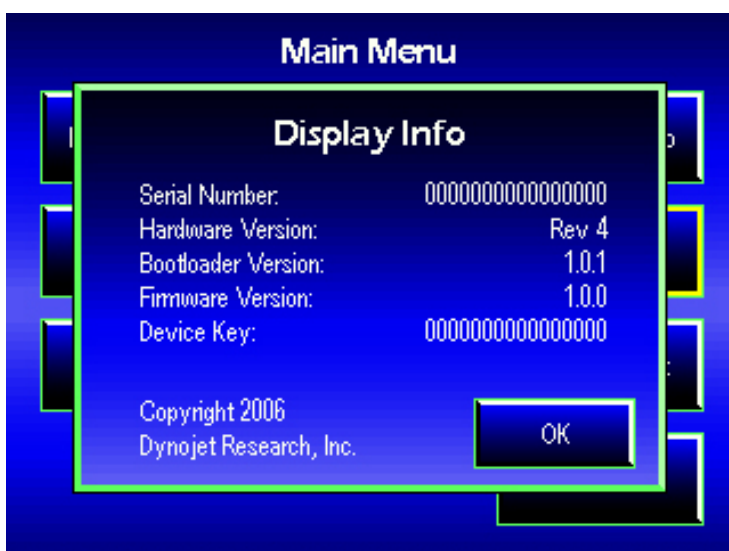 Main Menu
Display Info
Serial Number: 0000000000000000
Hardware Version: Rev 4
Bootloader Version: 1.0.1
Firmware Version: 1.0.0
Device Key: 0000000000000000
Copyright 2006
Dynojet Research, Inc.
OK